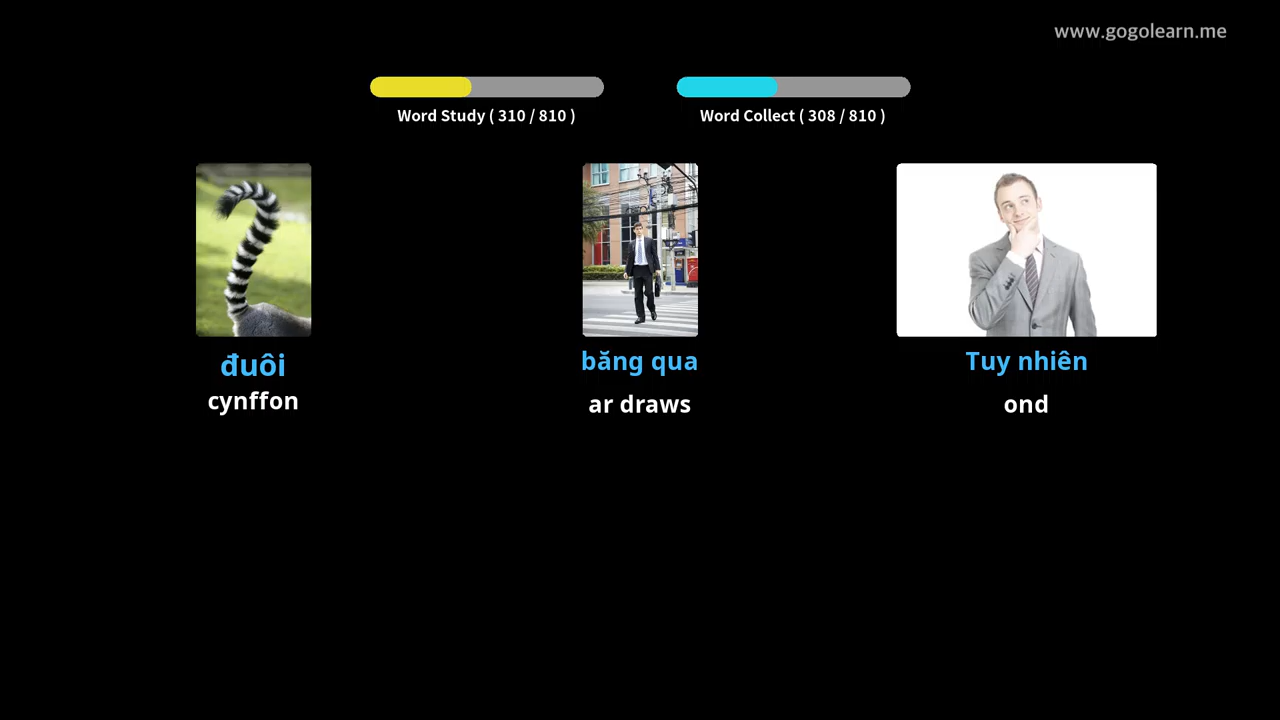 www.gogolearn.me
Word Study ( 310 / 810 )
Word Collect ( 308 / 810 )
đuôi
cynffon
băng qua
ar draws
Tuy nhiên
ond